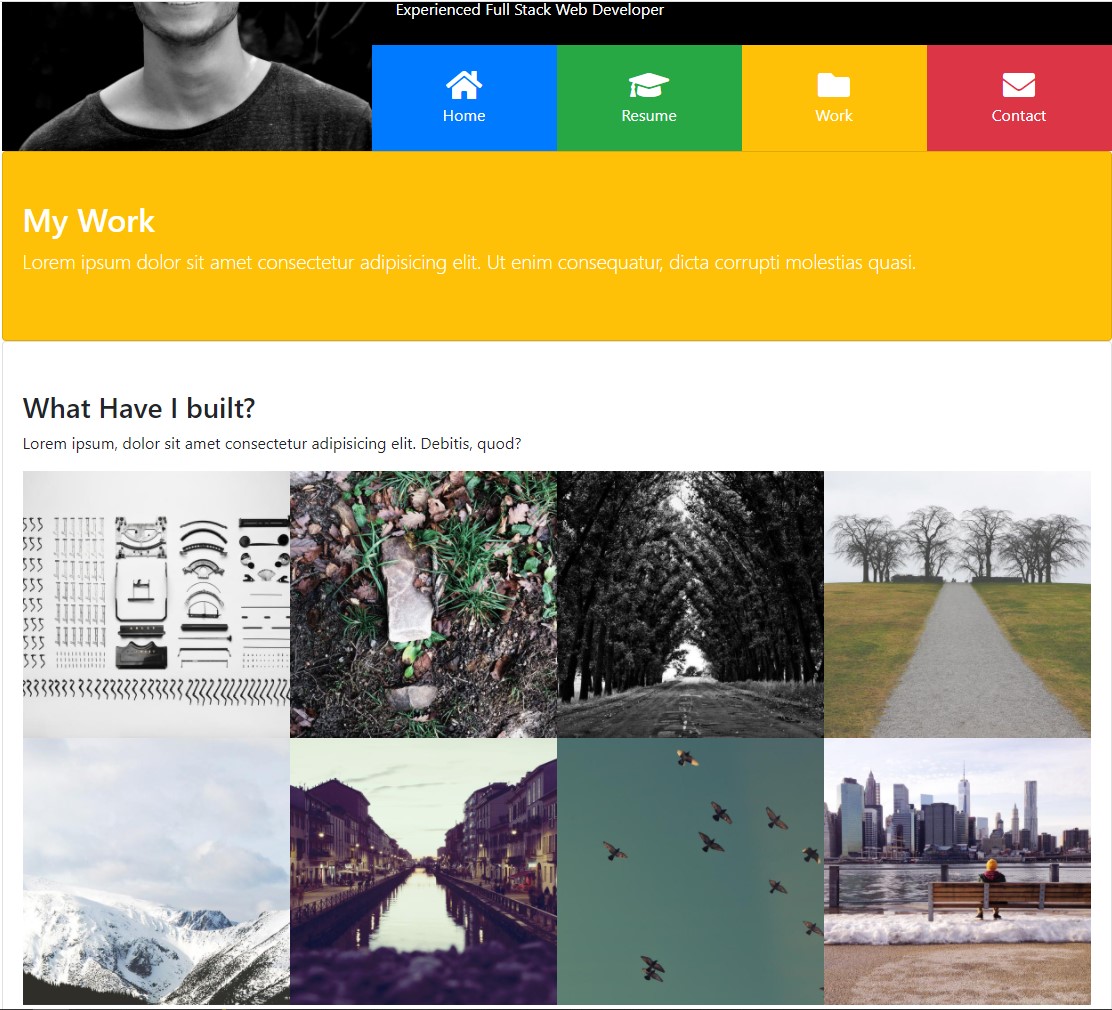 Experienced Full Stack Web Developer
Home
Resume
Work
Contact
My Work
Lorem ipsum dolor sit amet consectetur adipisicing elit. Ut enim consequatur, dicta corrupti molestias quasi.
What Have I built?
Lorem ipsum, dolor sit amet consectetur adipisicing elit. Debitis, quod?